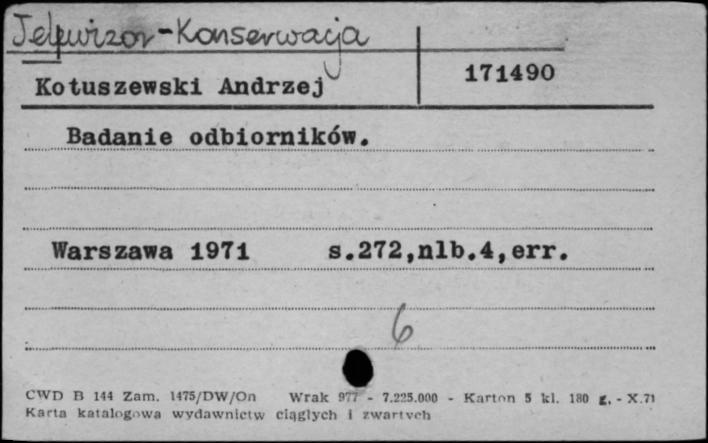 Telewizor-Konserwacja
Kotuszewski Andrzej 171490
Badanie odbiorników.
Warszawa 1971 s.272,nlb.4,err.
6
CWD B 144 Zam. 1475/DW/On Wrak 977 - 7.225.000 - Karton 5 kl. 180 g. - X.71
Karta katalogowa wydawnictw ciągłych i zwartych